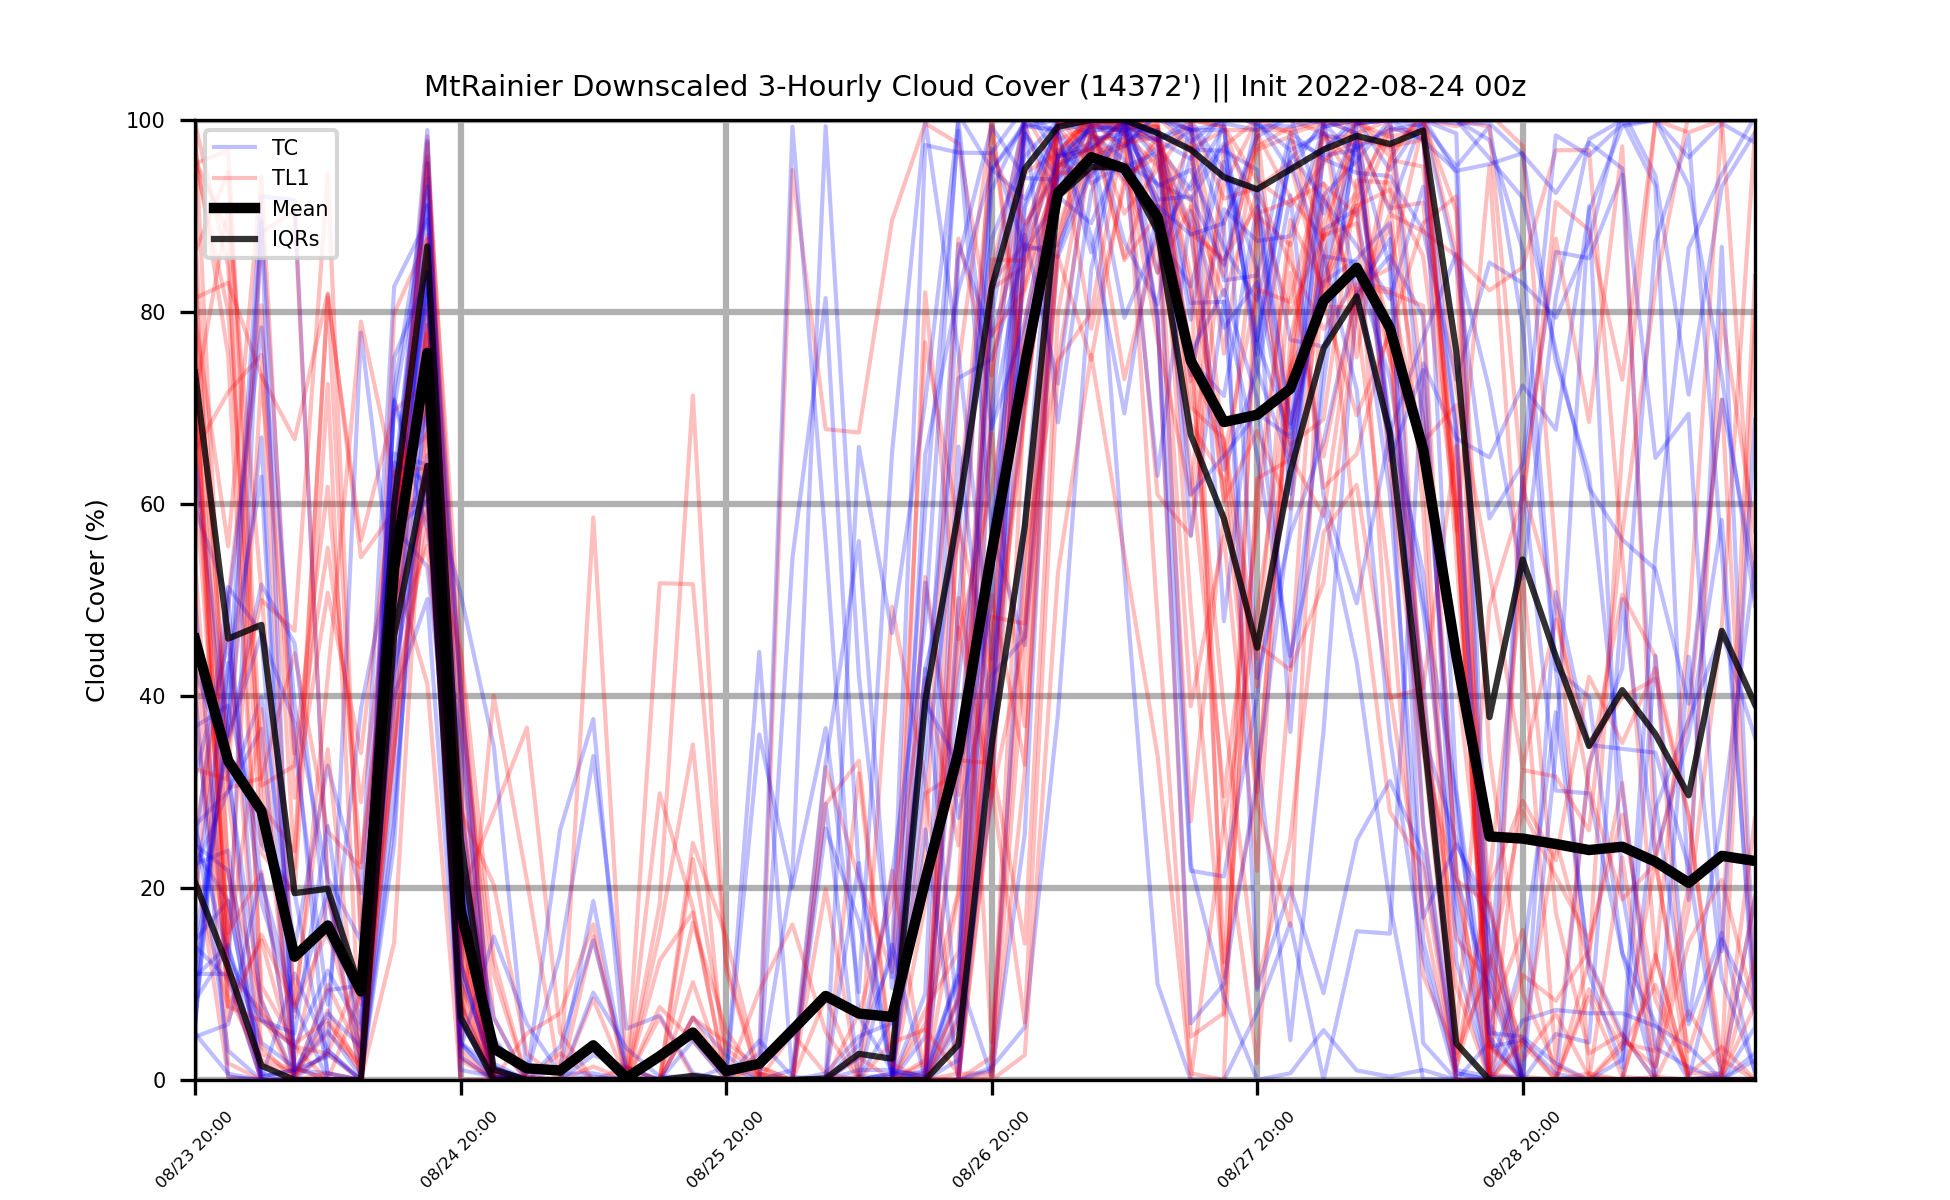 MtRainier Downscaled 3-Hourly Cloud Cover (14372') || Init 2022-08-24 00z
100
80
60
40
20
0
Cloud Cover (%)
TC
TL1
Mean
IQRs
08/23 20:00
08/24 20:00
08/25 20:00
08/26 20:00
08/27 20:00
08/28 20:00